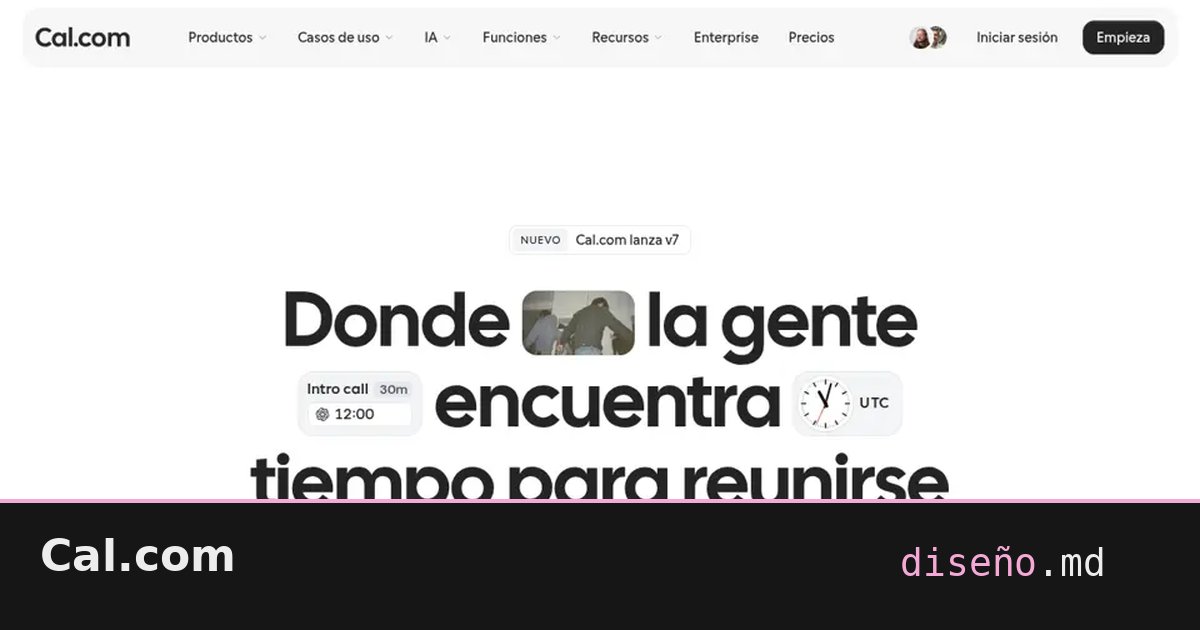 Cal.com Productos Casos de uso IA Funciones Recursos Enterprise Precios Iniciar sesión Empieza
NUEVO Cal.com lanza v7
Donde la gente
Intro call 30m
12:00
encuentra
UTC
tiempo para reunirse
Cal.com
diseño.md